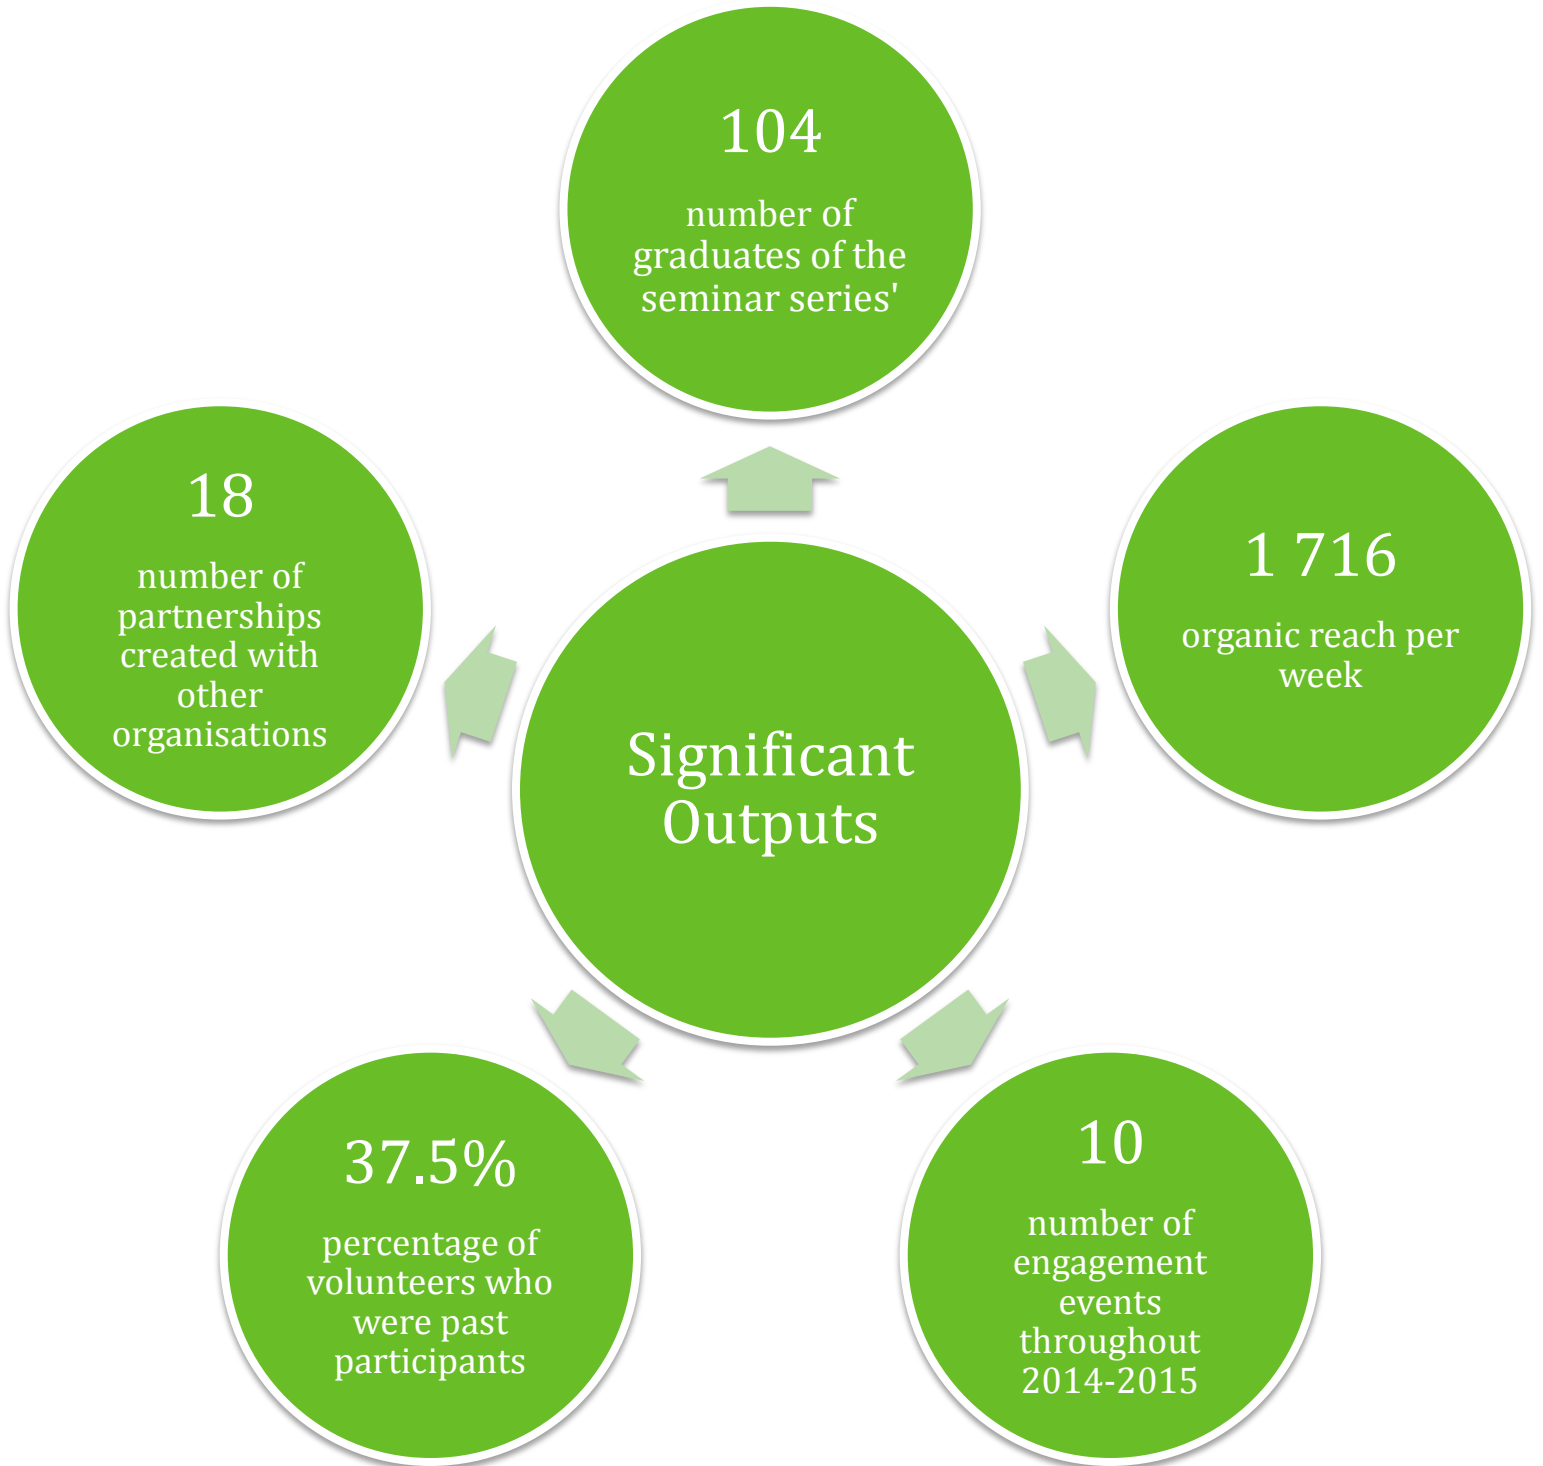 104
number of
graduates of the
seminar series'
18
number of
partnerships
created with
other
organisations
1 716
organic reach per
week
Significant
Outputs
37.5%
percentage of
volunteers who
were past
participants
10
number of
engagement
events
throughout
2014-2015